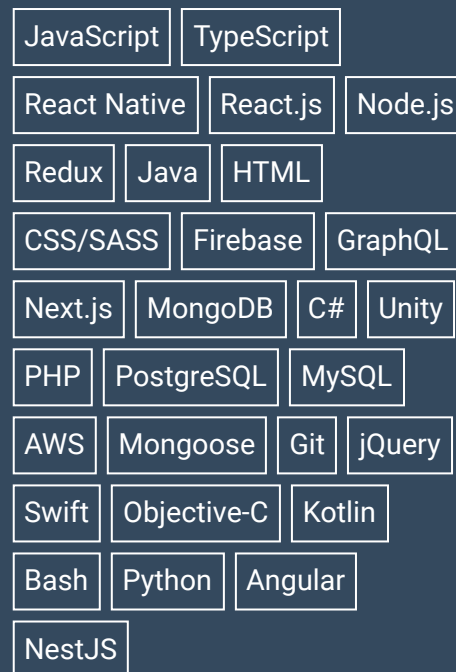 JavaScript TypeScript
React Native React.js Node.js
Redux Java HTML
CSS/SASS Firebase GraphQL
Next.js MongoDB C# Unity
PHP PostgreSQL MySQL
AWS Mongoose Git jQuery
Swift Objective-C Kotlin
Bash Python Angular
NestJS